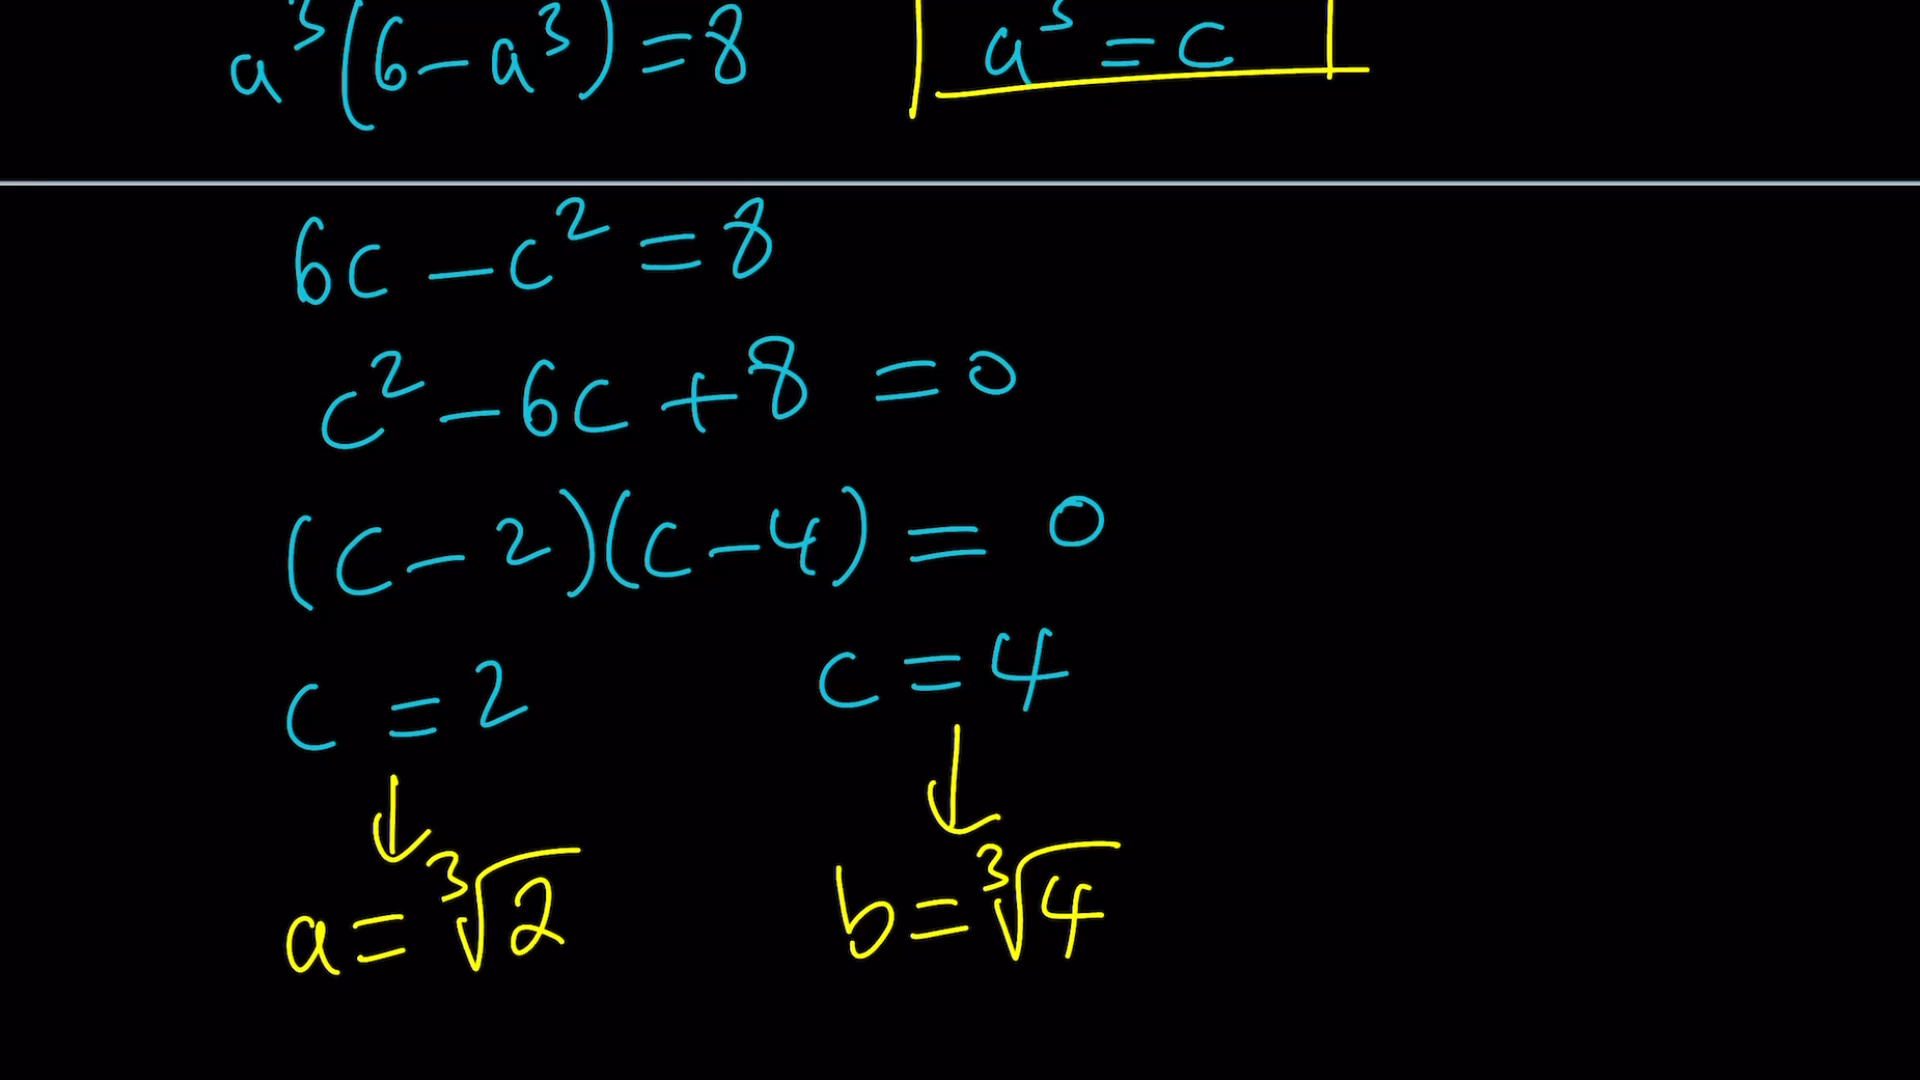 a³(6-a³)=8 a³=c
6c-c²=8
c²-6c+8=0
(c-2)(c-4)=0
c=2 c=4
a=∛2 b=∛4